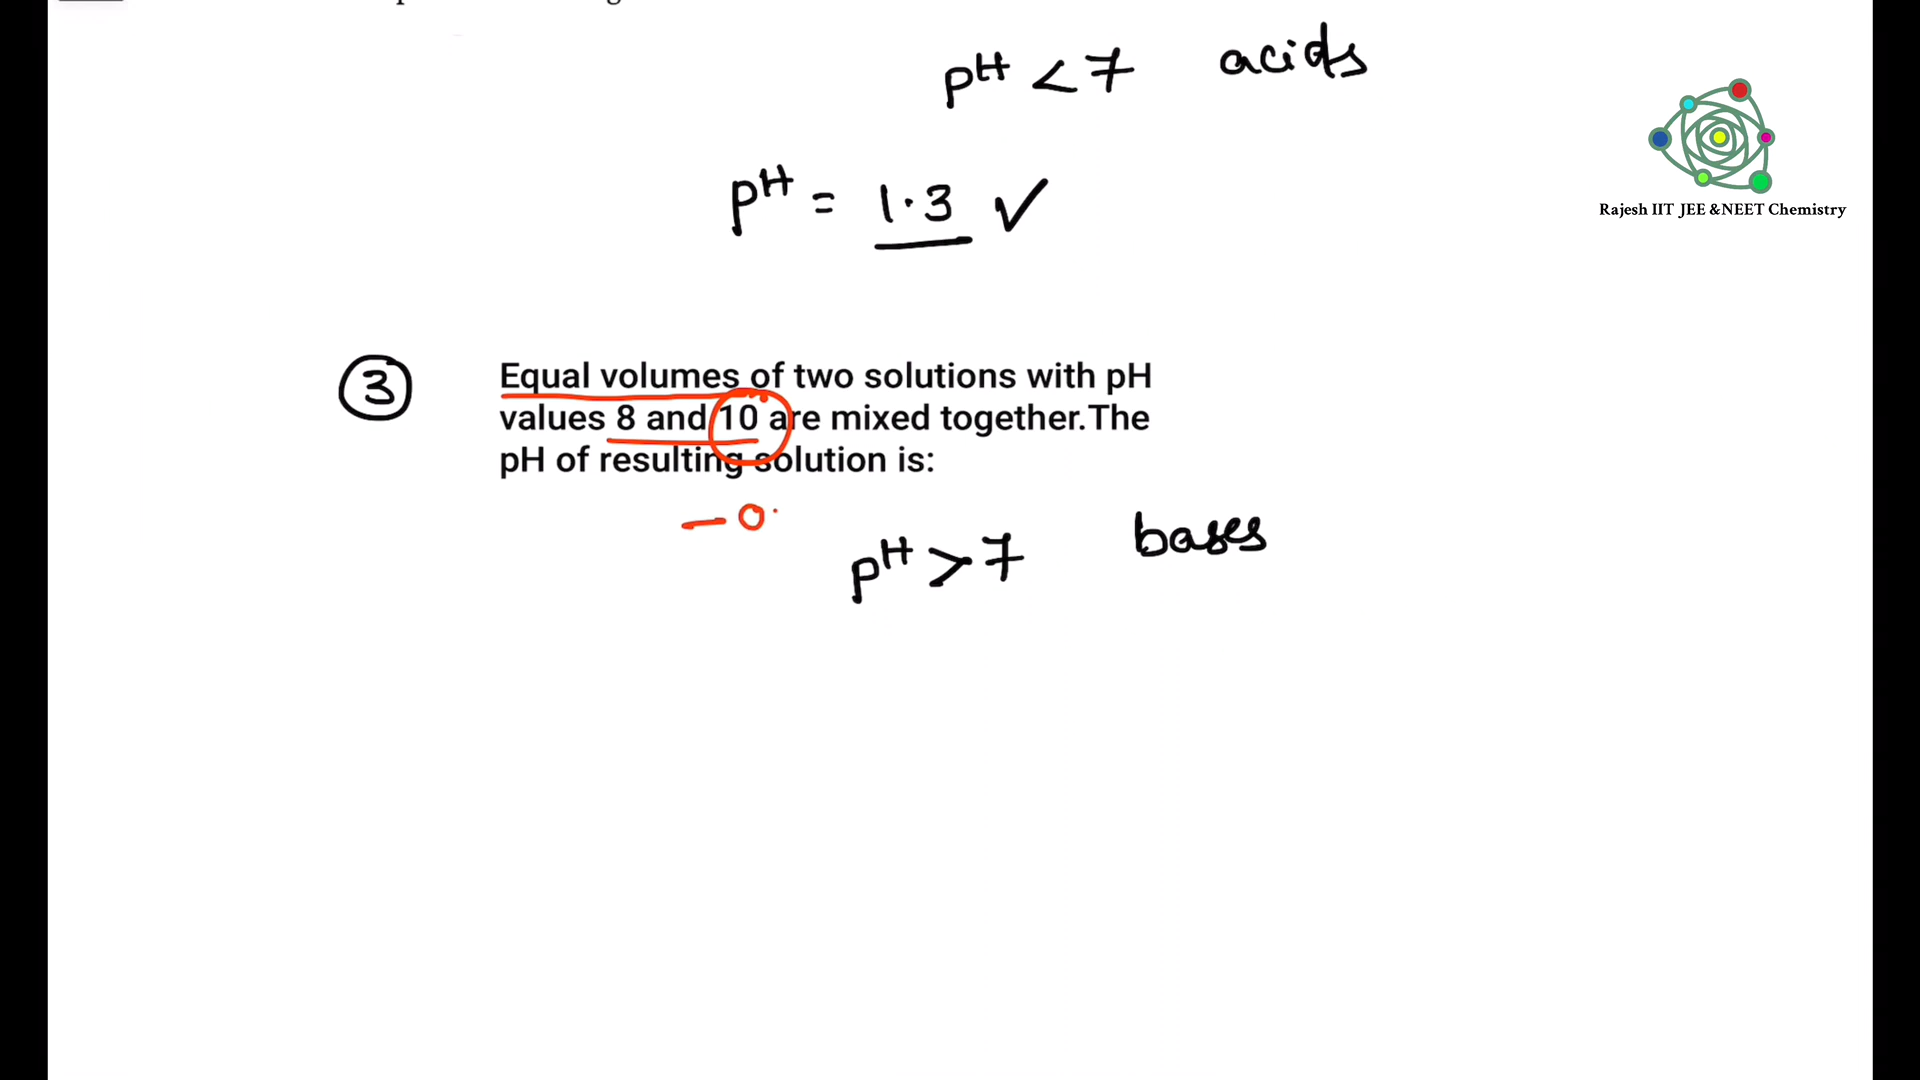 pH < 7 acids
Rajesh IIT JEE &NEET Chemistry
pH = 1.3 ✓
3
Equal volumes of two solutions with pH
values 8 and 10 are mixed together.The
pH of resulting solution is:
- 0.
pH > 7 bases